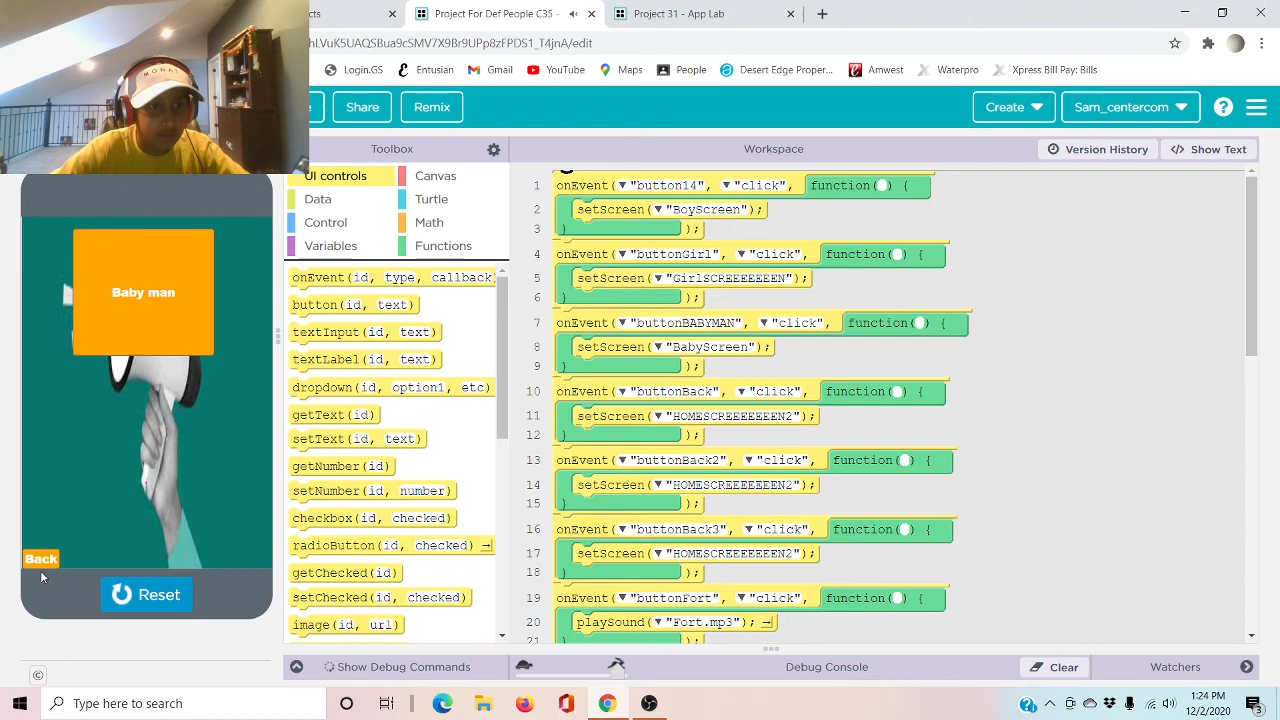 cts
Project For Def People C35 -
Project 31 - App Lab
hLVuK5UAQSBua9cSMV7X9Br9UPp8zFPDS1_T4jnA/edit
Login.GS
Entusian
Gmail
YouTube
Maps
People
Desert Edge Proper...
Amwest
Waterpro
Xpress Bill Pay:Bills
MONKY
e
Share
Remix
Create
Sam_centercom
?
Toolbox
Workspace
Version History
</> Show Text
UI controls
Canvas
Data
Turtle
Control
Math
Variables
Functions
onEvent(id, type, callback
button(id, text)
textInput(id, text)
textLabel(id, text)
dropdown(id, option1, etc)
getText(id)
setText(id, text)
getNumber(id)
setNumber(id, number)
checkbox(id, checked)
radioButton(id, checked)
getChecked(id)
setChecked(id, checked)
image(id, url)
1 onEvent("button14", "click", function() {
2 setScreen("BoyScreen");
3 });
4 onEvent("buttonGirl", "click", function() {
5 setScreen("GirlSCREEEEEEEN");
6 });
7 onEvent("buttonBABYMAN", "click", function() {
8 setScreen("BabyScreen");
9 });
10 onEvent("buttonBack", "click", function() {
11 setScreen("HOMESCREEEEEEEN2");
12 });
13 onEvent("buttonBack2", "click", function() {
14 setScreen("HOMESCREEEEEEEN2");
15 });
16 onEvent("buttonBack3", "click", function() {
17 setScreen("HOMESCREEEEEEEN2");
18 });
19 onEvent("buttonFort", "click", function() {
20 playSound("Fort.mp3");
21
Baby man
Back
Reset
©
Show Debug Commands
Debug Console
Clear
Watchers
Type here to search
1:24 PM
12/2/2020
3